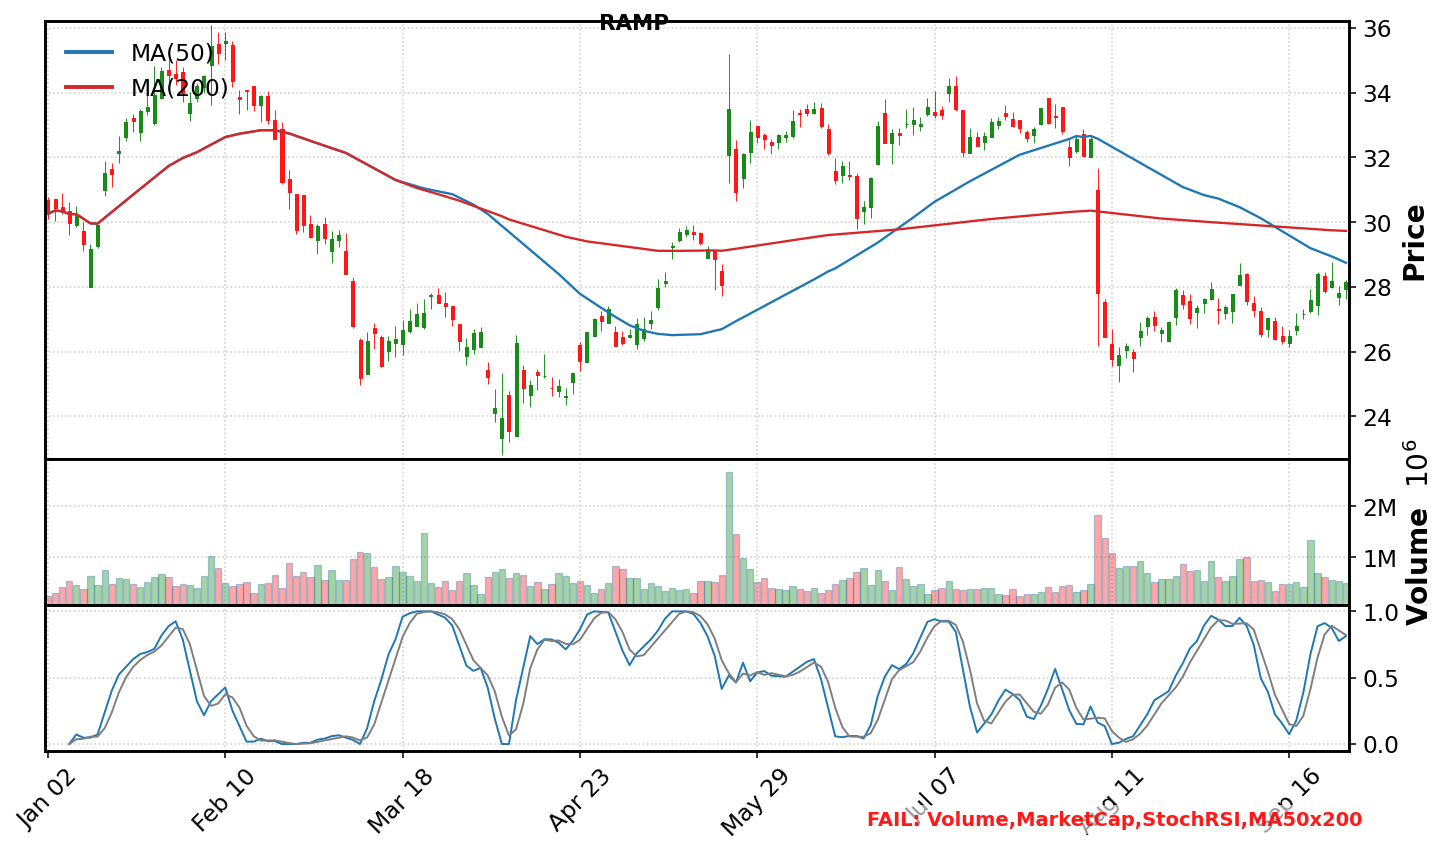 RAMP
MA(50)
MA(200)
36
34
32
30
28
26
24
Price
10^6
2M
1M
Volume
1.0
0.5
0.0
Jan 02
Feb 10
Mar 18
Apr 23
May 29
Jul 07
Aug 11
Sep 16
FAIL: Volume,MarketCap,StochRSI,MA50x200